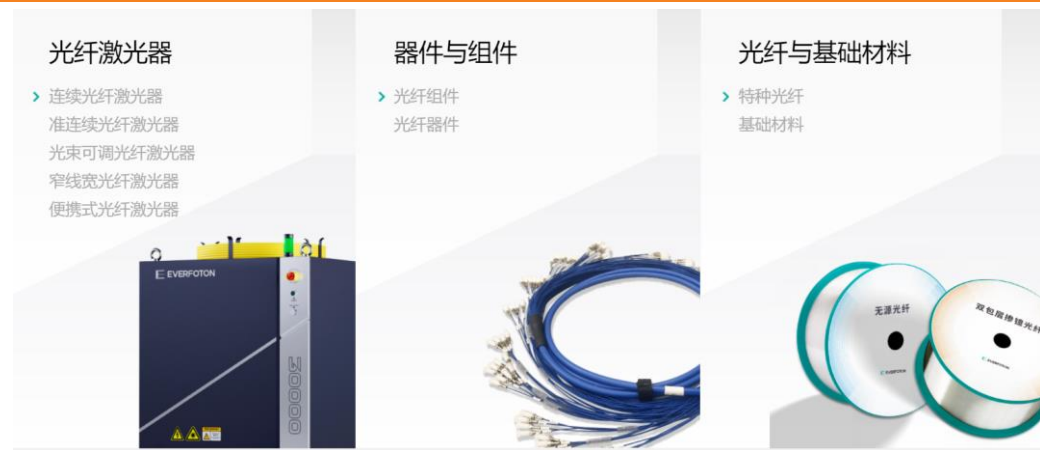 光纤激光器
连续光纤激光器
准连续光纤激光器
光束可调光纤激光器
窄线宽光纤激光器
便携式光纤激光器
EVERFOTON
30000
器件与组件
光纤组件
光纤器件
光纤与基础材料
特种光纤
基础材料
无源光纤
EVERFOTON
双包层掺镱光纤
EVERFOTON